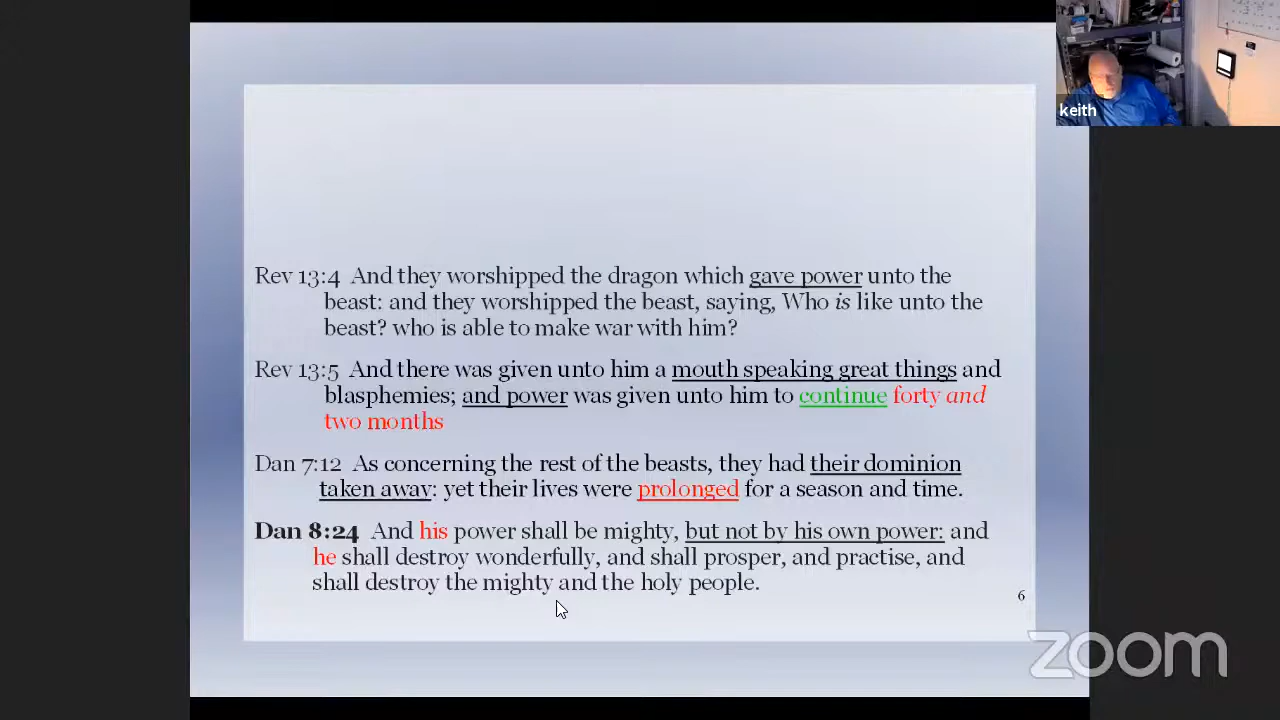 keith
Rev 13:4 And they worshipped the dragon which gave power unto the
beast: and they worshipped the beast, saying, Who is like unto the
beast? who is able to make war with him?
Rev 13:5 And there was given unto him a mouth speaking great things and
blasphemies; and power was given unto him to continue forty and
two months
Dan 7:12 As concerning the rest of the beasts, they had their dominion
taken away: yet their lives were prolonged for a season and time.
Dan 8:24 And his power shall be mighty, but not by his own power: and
he shall destroy wonderfully, and shall prosper, and practise, and
shall destroy the mighty and the holy people.
6
zoom